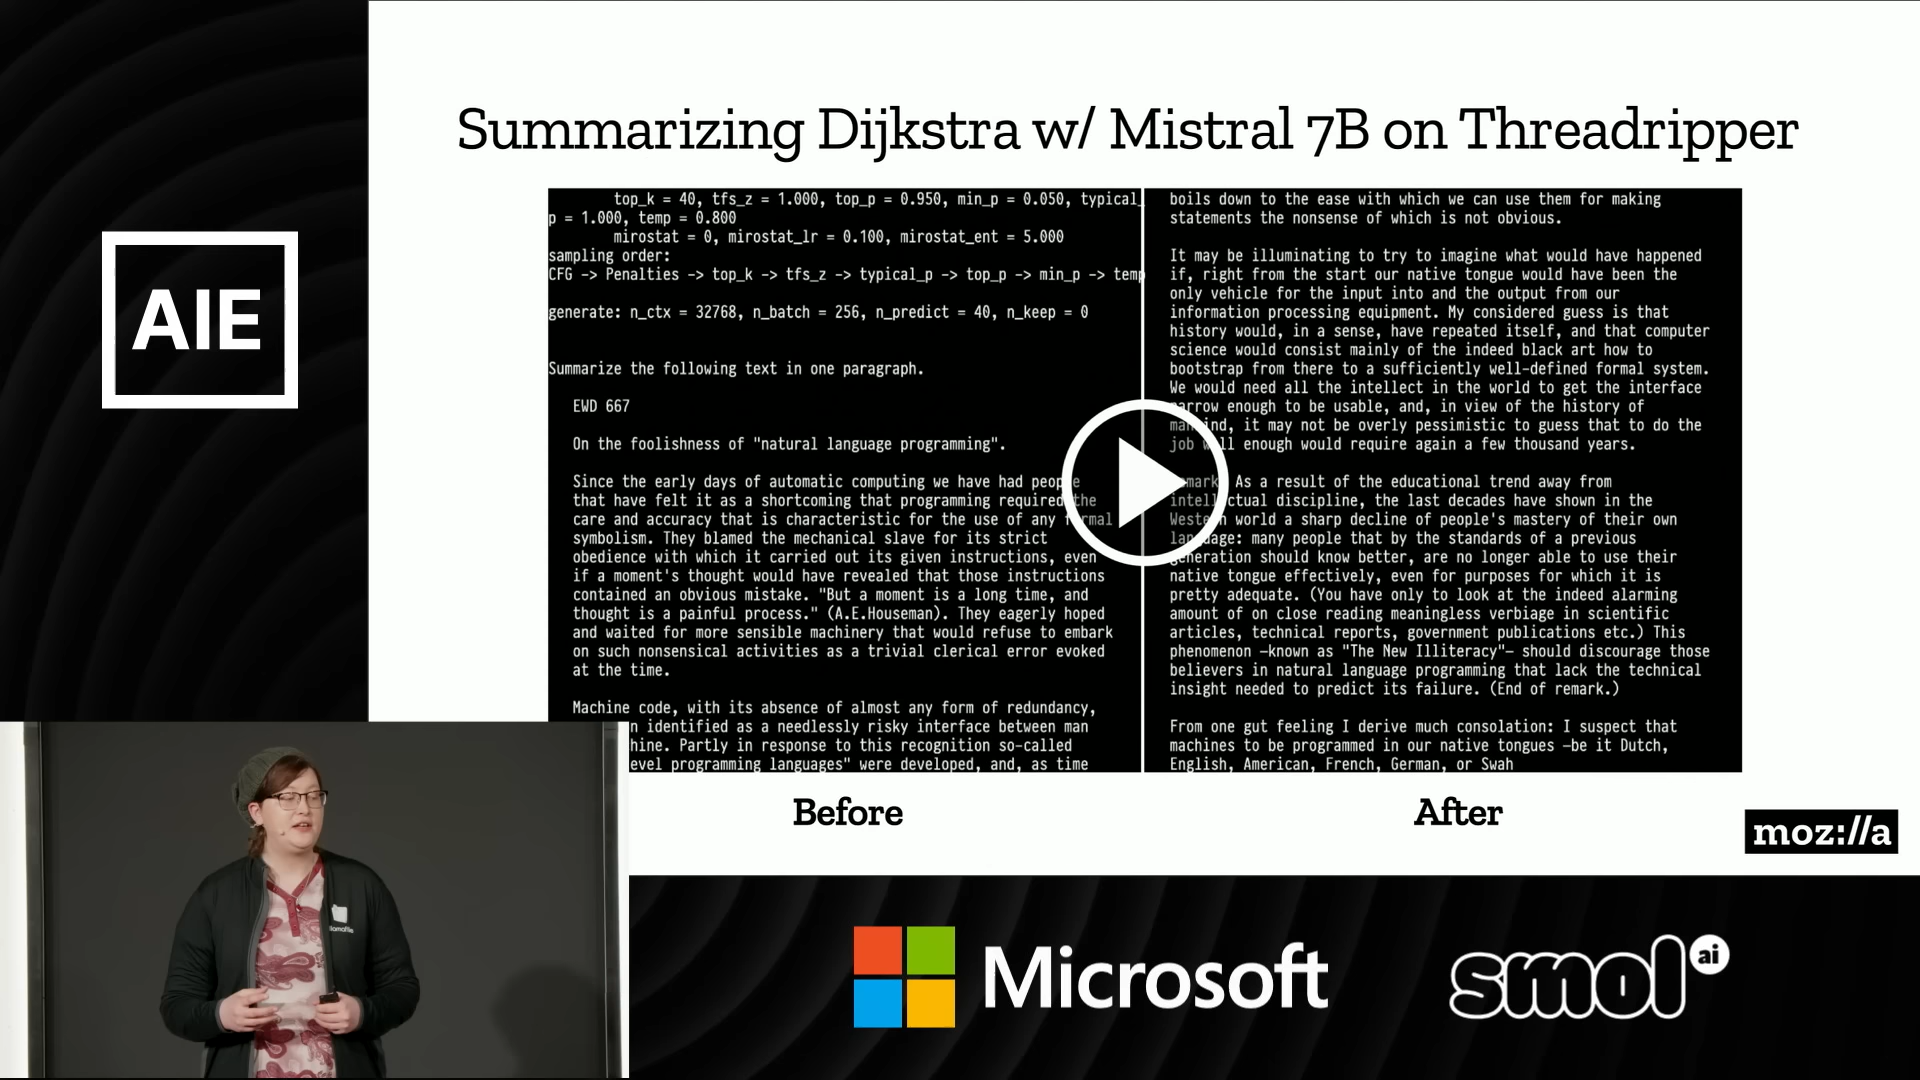 AIE
Summarizing Dijkstra w/ Mistral 7B on Threadripper
top_k = 40, tfs_z = 1.000, top_p = 0.950, min_p = 0.050, typical_
p = 1.000, temp = 0.800
mirostat = 0, mirostat_lr = 0.100, mirostat_ent = 5.000
sampling order:
CFG -> Penalties -> top_k -> tfs_z -> typical_p -> top_p -> min_p -> temp
generate: n_ctx = 32768, n_batch = 256, n_predict = 40, n_keep = 0
Summarize the following text in one paragraph.
EWD 667
On the foolishness of "natural language programming".
Since the early days of automatic computing we have had people
that have felt it as a shortcoming that programming required the
care and accuracy that is characteristic for the use of any formal
symbolism. They blamed the mechanical slave for its strict
obedience with which it carried out its given instructions, even
if a moment's thought would have revealed that those instructions
contained an obvious mistake. "But a moment is a long time, and
thought is a painful process." (A.E.Houseman). They eagerly hoped
and waited for more sensible machinery that would refuse to embark
on such nonsensical activities as a trivial clerical error evoked
at the time.
Machine code, with its absence of almost any form of redundancy,
n identified as a needlessly risky interface between man
hine. Partly in response to this recognition so-called
evel programming languages" were developed, and, as time
boils down to the ease with which we can use them for making
statements the nonsense of which is not obvious.
It may be illuminating to try to imagine what would have happened
if, right from the start our native tongue would have been the
only vehicle for the input into and the output from our
information processing equipment. My considered guess is that
history would, in a sense, have repeated itself, and that computer
science would consist mainly of the indeed black art how to
bootstrap from there to a sufficiently well-defined formal system.
We would need all the intellect in the world to get the interface
narrow enough to be usable, and, in view of the history of
mankind, it may not be overly pessimistic to guess that to do the
job well enough would require again a few thousand years.
Remark. As a result of the educational trend away from
intellectual discipline, the last decades have shown in the
Western world a sharp decline of people's mastery of their own
language: many people that by the standards of a previous
generation should know better, are no longer able to use their
native tongue effectively, even for purposes for which it is
pretty adequate. (You have only to look at the indeed alarming
amount of on close reading meaningless verbiage in scientific
articles, technical reports, government publications etc.) This
phenomenon —known as "The New Illiteracy"— should discourage those
believers in natural language programming that lack the technical
insight needed to predict its failure. (End of remark.)
From one gut feeling I derive much consolation: I suspect that
machines to be programmed in our native tongues —be it Dutch,
English, American, French, German, or Swah
Before
After
moz://a
llamafile
Microsoft
smol ai